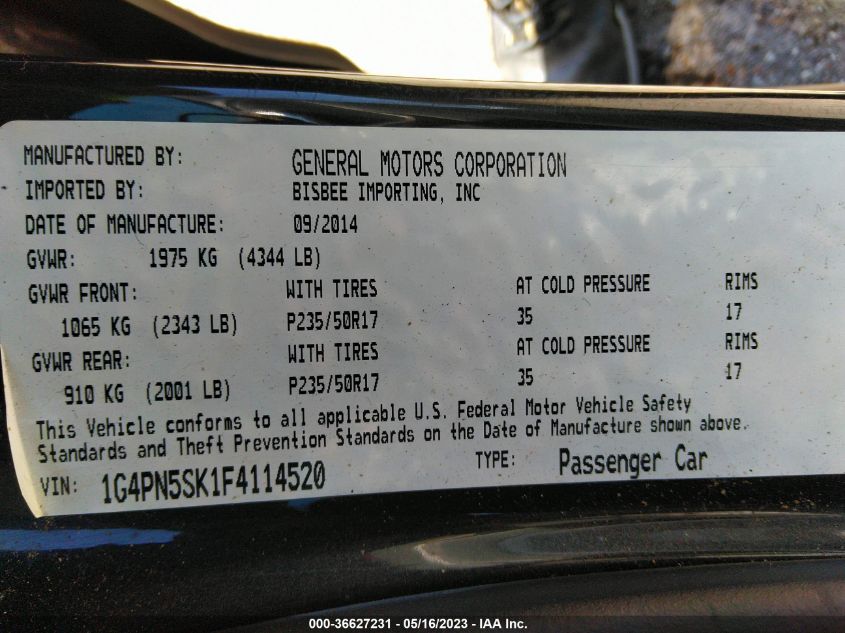 MANUFACTURED BY: GENERAL MOTORS CORPORATION
IMPORTED BY: BISBEE IMPORTING, INC
DATE OF MANUFACTURE: 09/2014
GVWR: 1975 KG (4344 LB)
GVWR FRONT: WITH TIRES AT COLD PRESSURE RIMS
1065 KG (2343 LB) P235/50R17 35 17
GVWR REAR: WITH TIRES AT COLD PRESSURE RIMS
910 KG (2001 LB) P235/50R17 35 17
This Vehicle conforms to all applicable U.S. Federal Motor Vehicle Safety
Standards and Theft Prevention Standards on the Date of Manufacture shown above.
VIN: 1G4PN5SK1F4114520 TYPE: Passenger Car
000-36627231 - 05/16/2023 - IAA Inc.